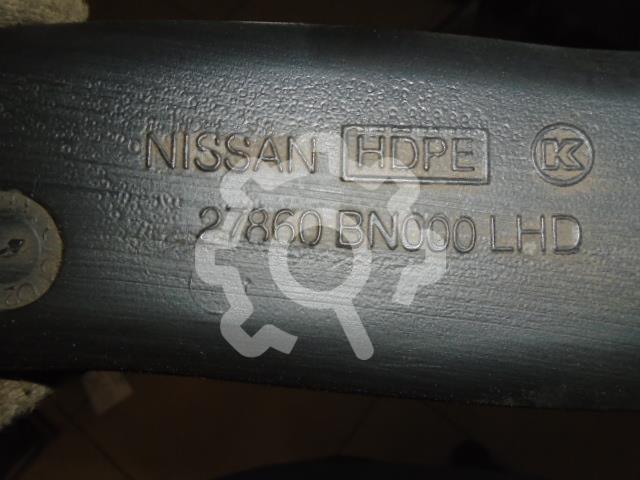 NISSAN HDPE K
27860 BN000 LHD